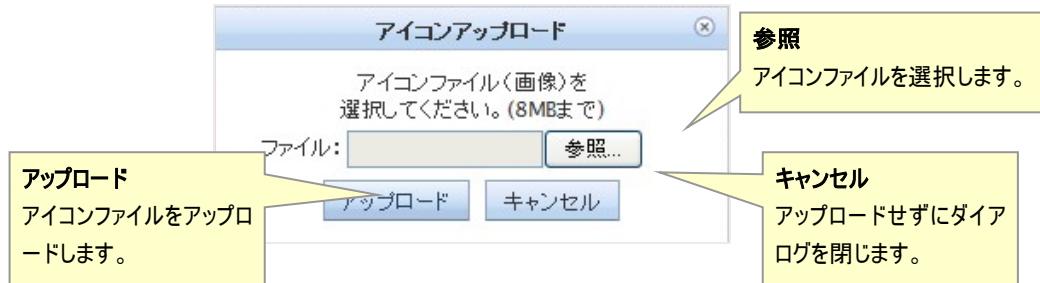 アイコンアップロード
アイコンファイル（画像）を
選択してください。(8MBまで)
ファイル：
参照...
アップロード
キャンセル
参照
アイコンファイルを選択します。
アップロード
アイコンファイルをアップロ
ードします。
キャンセル
アップロードせずにダイア
ログを閉じます。